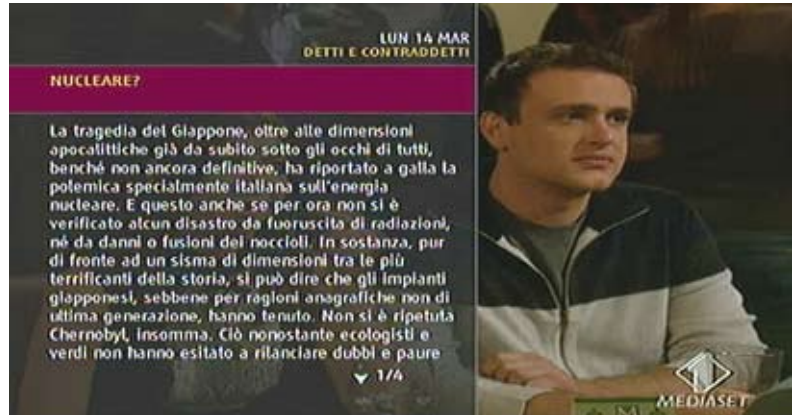 LUN 14 MAR
DETTI E CONTRADDETTI
NUCLEARE?
La tragedia del Giappone, oltre alle dimensioni
apocalittiche già da subito sotto gli occhi di tutti,
benché non ancora definitive, ha riportato a galla la
polemica specialmente italiana sull'energia
nucleare. E questo anche se per ora non si è
verificato alcun disastro da fuoruscita di radiazioni,
né da danni o fusioni dei noccioli. In sostanza, pur
di fronte ad un sisma di dimensioni tra le più
terrificanti della storia, si può dire che gli impianti
giapponesi, sebbene per ragioni anagrafiche non di
ultima generazione, hanno tenuto. Non si è ripetuta
Chernobyl, insomma. Ciò nonostante ecologisti e
verdi non hanno esitato a rilanciare dubbi e paure
1/4
1
MEDIASET